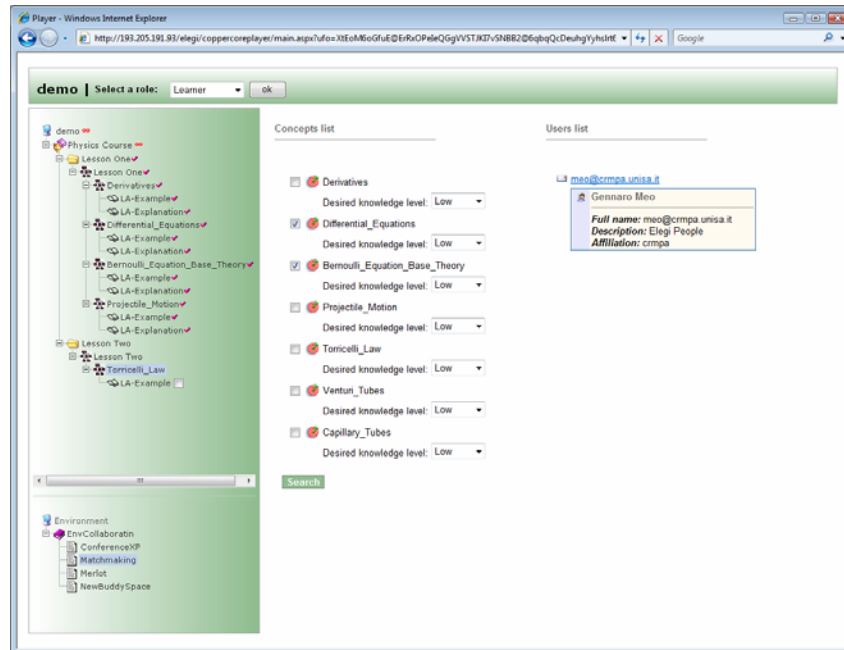 Player - Windows Internet Explorer
Google
demo | Select a role: Learner ok
demo
Physics Course
Lesson One
Lesson One
Derivatives
LA-Example
LA-Explanation
Differential_Equations
LA-Example
LA-Explanation
Bernoulli_Equation_Base_Theory
LA-Example
LA-Explanation
Projectile_Motion
LA-Example
LA-Explanation
Lesson Two
Lesson Two
Torricelli_Law
LA-Example
Environment
EnvCollaboratin
ConferenceXP
Matchmaking
Merlot
NewBuddySpace
Concepts list
Derivatives
Desired knowledge level: Low
Differential_Equations
Desired knowledge level: Low
Bernoulli_Equation_Base_Theory
Desired knowledge level: Low
Projectile_Motion
Desired knowledge level: Low
Torricelli_Law
Desired knowledge level: Low
Venturi_Tubes
Desired knowledge level: Low
Capillary_Tubes
Desired knowledge level: Low
Search
Users list
meo@crmpa.unisa.it
Gennaro Meo
Full name: meo@crmpa.unisa.it
Description: Elegi People
Affiliation: crmpa